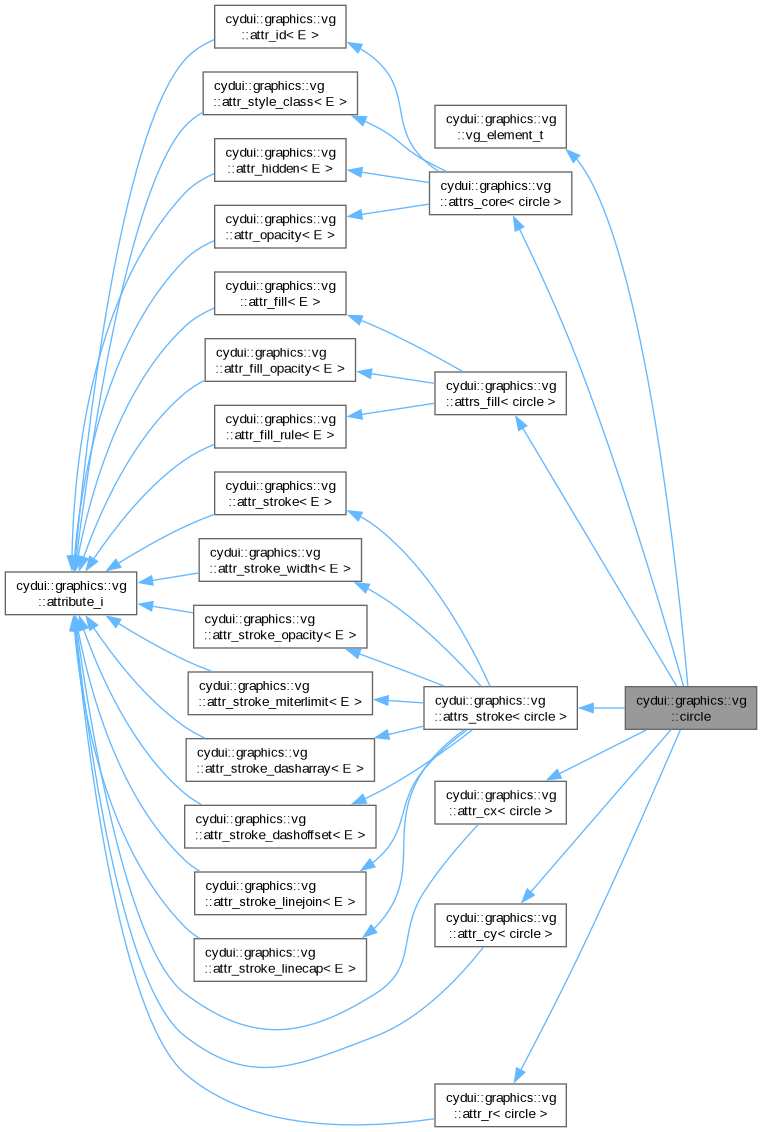 cydui::graphics::vg
::attr_id< E >
cydui::graphics::vg
::attr_style_class< E >
cydui::graphics::vg
::attr_hidden< E >
cydui::graphics::vg
::attr_opacity< E >
cydui::graphics::vg
::attr_fill< E >
cydui::graphics::vg
::attr_fill_opacity< E >
cydui::graphics::vg
::attr_fill_rule< E >
cydui::graphics::vg
::attr_stroke< E >
cydui::graphics::vg
::attr_stroke_width< E >
cydui::graphics::vg
::attr_stroke_opacity< E >
cydui::graphics::vg
::attr_stroke_miterlimit< E >
cydui::graphics::vg
::attr_stroke_dasharray< E >
cydui::graphics::vg
::attr_stroke_dashoffset< E >
cydui::graphics::vg
::attr_stroke_linejoin< E >
cydui::graphics::vg
::attr_stroke_linecap< E >
cydui::graphics::vg
::attribute_i
cydui::graphics::vg
::vg_element_t
cydui::graphics::vg
::attrs_core< circle >
cydui::graphics::vg
::attrs_fill< circle >
cydui::graphics::vg
::attrs_stroke< circle >
cydui::graphics::vg
::attr_cx< circle >
cydui::graphics::vg
::attr_cy< circle >
cydui::graphics::vg
::attr_r< circle >
cydui::graphics::vg
::circle